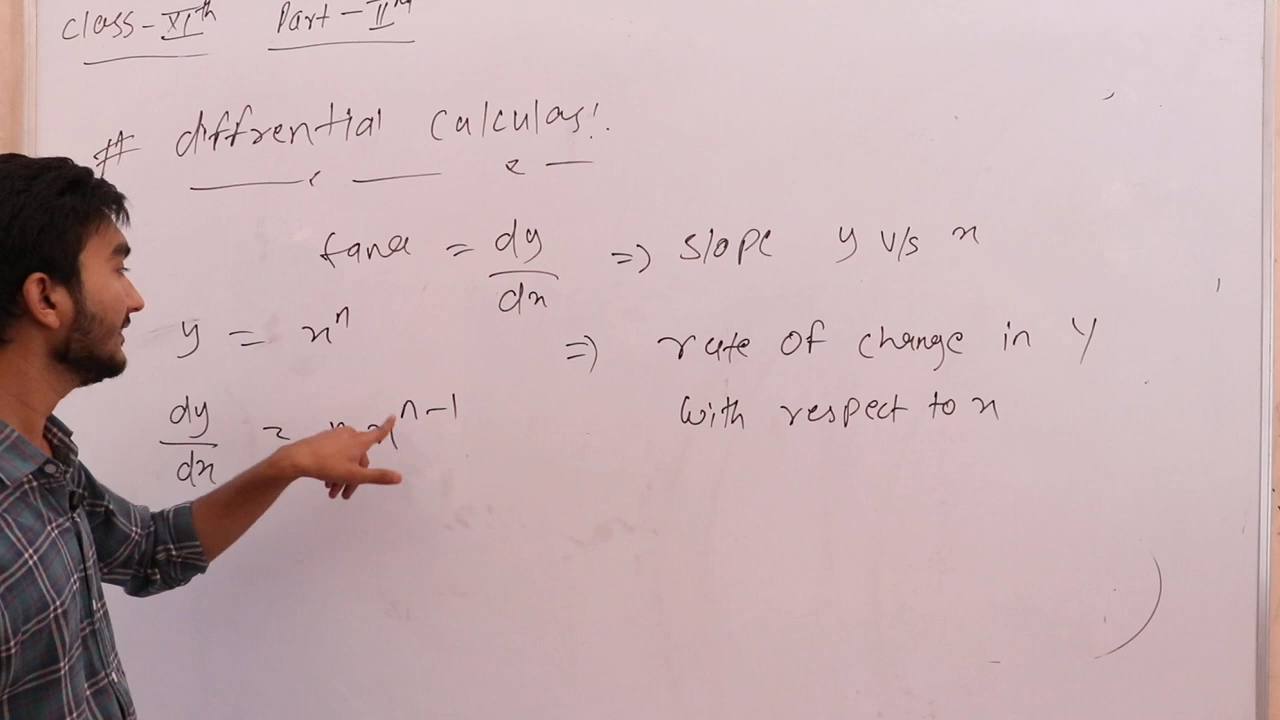 Class - XIth Part - IInd
# diffrential Calculas!.
tanα = dy/dx => slope y v/s x
y = x^n => rate of change in y
dy/dx = n x^n-1 with respect to x